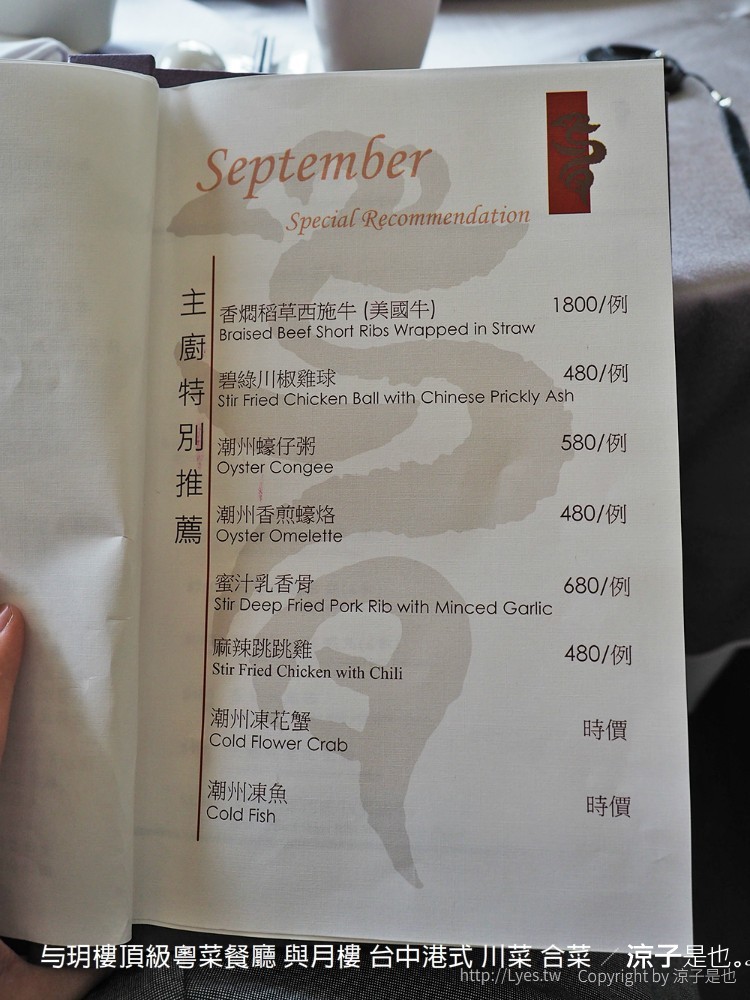 September
Special Recommendation
主廚特別推薦
香燜稻草西施牛 (美國牛) 1800/例
Braised Beef Short Ribs Wrapped in Straw
碧綠川椒雞球 480/例
Stir Fried Chicken Ball with Chinese Prickly Ash
潮州蠔仔粥 580/例
Oyster Congee
潮州香煎蠔烙 480/例
Oyster Omelette
蜜汁乳香骨 680/例
Stir Deep Fried Pork Rib with Minced Garlic
麻辣跳跳雞 480/例
Stir Fried Chicken with Chili
潮州凍花蟹 時價
Cold Flower Crab
潮州凍魚 時價
Cold Fish
与玥樓頂級粵菜餐廳 與月樓 台中港式 川菜 合菜 ／ 涼子是也。
http://Lyes.tw Copyright by 涼子是也